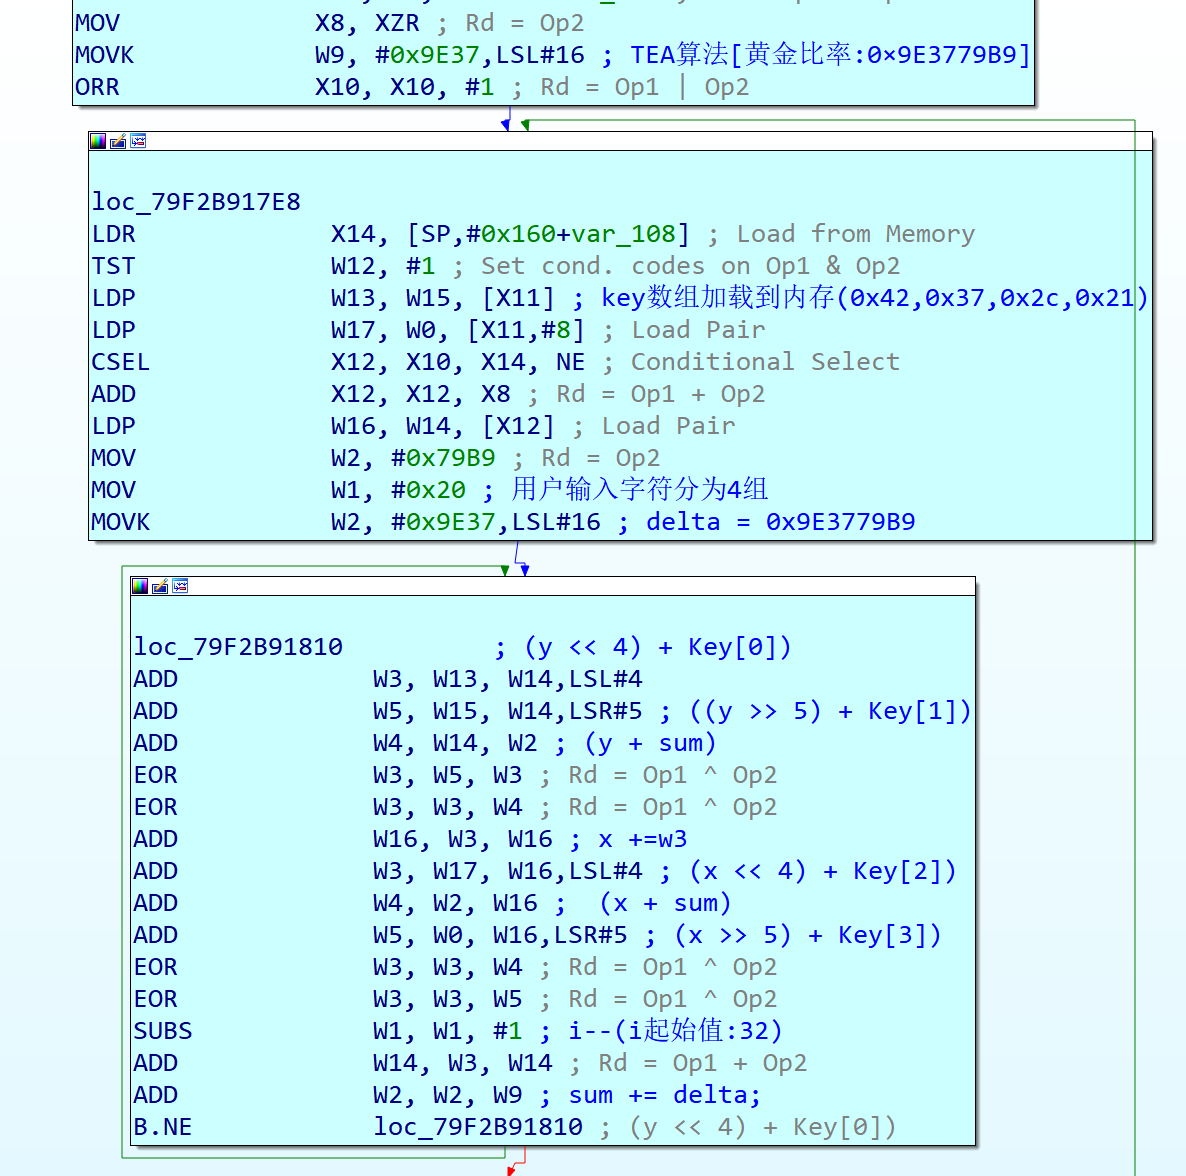 MOV X8, XZR ; Rd = Op2
MOVK W9, #0x9E37,LSL#16 ; TEA算法[黄金比率:0×9E3779B9]
ORR X10, X10, #1 ; Rd = Op1 | Op2
loc_79F2B917E8
LDR X14, [SP,#0x160+var_108] ; Load from Memory
TST W12, #1 ; Set cond. codes on Op1 & Op2
LDP W13, W15, [X11] ; key数组加载到内存(0x42,0x37,0x2c,0x21)
LDP W17, W0, [X11,#8] ; Load Pair
CSEL X12, X10, X14, NE ; Conditional Select
ADD X12, X12, X8 ; Rd = Op1 + Op2
LDP W16, W14, [X12] ; Load Pair
MOV W2, #0x79B9 ; Rd = Op2
MOV W1, #0x20 ; 用户输入字符分为4组
MOVK W2, #0x9E37,LSL#16 ; delta = 0x9E3779B9
loc_79F2B91810 ; (y << 4) + Key[0])
ADD W3, W13, W14,LSL#4
ADD W5, W15, W14,LSR#5 ; ((y >> 5) + Key[1])
ADD W4, W14, W2 ; (y + sum)
EOR W3, W5, W3 ; Rd = Op1 ^ Op2
EOR W3, W3, W4 ; Rd = Op1 ^ Op2
ADD W16, W3, W16 ; x +=w3
ADD W3, W17, W16,LSL#4 ; (x << 4) + Key[2])
ADD W4, W2, W16 ; (x + sum)
ADD W5, W0, W16,LSR#5 ; (x >> 5) + Key[3])
EOR W3, W3, W4 ; Rd = Op1 ^ Op2
EOR W3, W3, W5 ; Rd = Op1 ^ Op2
SUBS W1, W1, #1 ; i--(i起始值:32)
ADD W14, W3, W14 ; Rd = Op1 + Op2
ADD W2, W2, W9 ; sum += delta;
B.NE loc_79F2B91810 ; (y << 4) + Key[0])